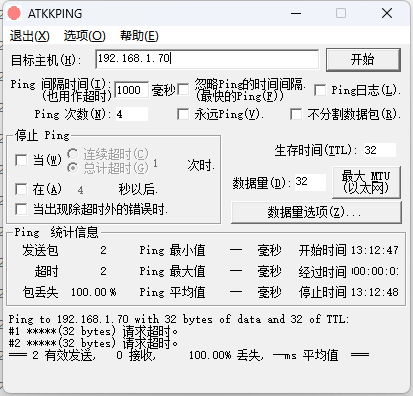 ATKKPING
退出(X) 选项(O) 帮助(E)
目标主机(H): 192.168.1.70 开始
Ping 间隔时间(I): 1000 毫秒 忽略Ping的时间间隔. Ping日志(L).
(也用作超时) (最快的Ping(F))
Ping 次数(N): 4 永远Ping(V). 不分割数据包(R).
停止 Ping
当(W) 连续超时(C) 1 次时.
总计超时(G)
在(A) 4 秒以后.
当出现除超时外的错误时.
生存时间(TTL): 32
数据量(D): 32 最大 MTU
(以太网)
数据量选项(Z)...
Ping 统计信息
发送包 2 Ping 最小值 — 毫秒 开始时间 13:12:47
超时 2 Ping 最大值 — 毫秒 经过时间 00:00:0
包丢失 100.00% Ping 平均值 — 毫秒 停止时间 13:12:48
Ping to 192.168.1.70 with 32 bytes of data and 32 of TTL:
#1 *****(32 bytes) 请求超时。
#2 *****(32 bytes) 请求超时。
=== 2 有效发送, 0 接收, 100.00% 丢失, --ms 平均值 ===